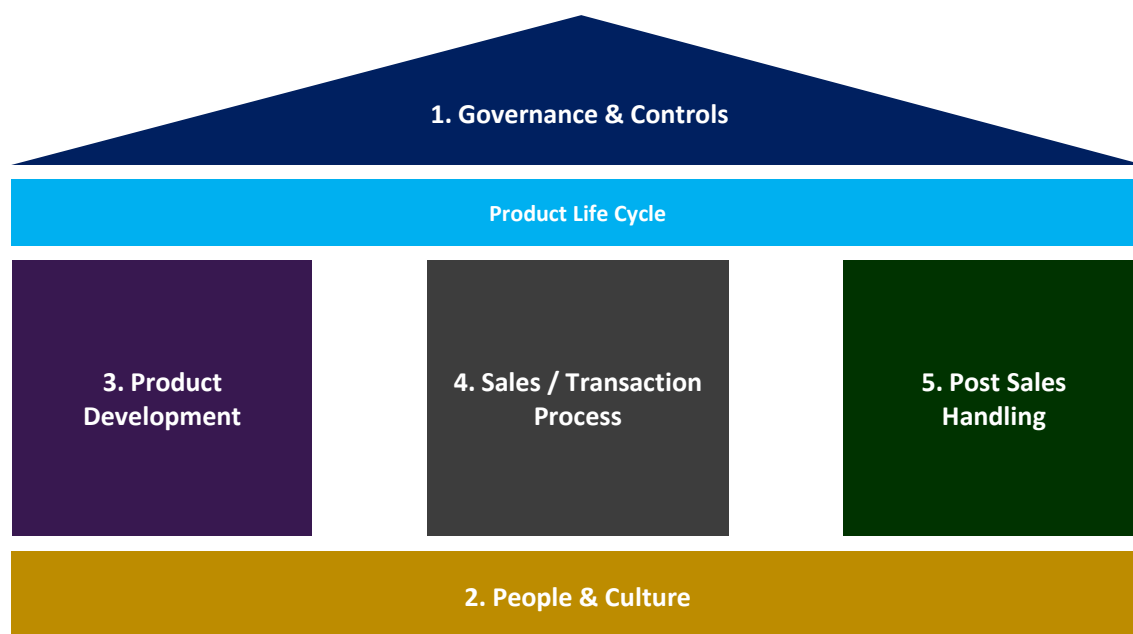 1. Governance & Controls
Product Life Cycle
3. Product
Development
4. Sales / Transaction
Process
5. Post Sales
Handling
2. People & Culture